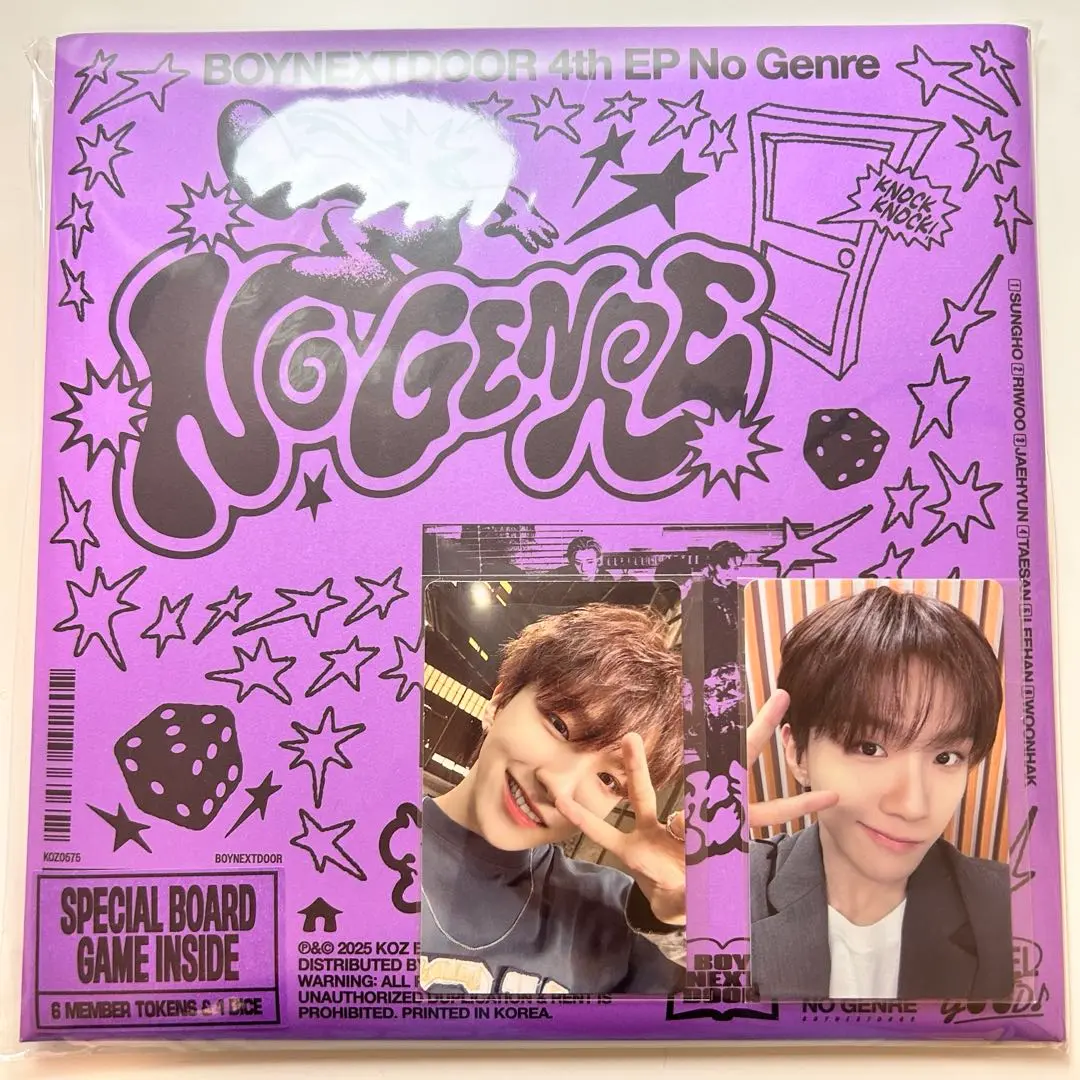 BOYNEXTDOOR 4th EP No Genre
KNOCK
KNOCK!
NO GENRE
1 SUNGHO 2 RIWOO 3 JAEHYUN 4 TAESAN 5 LEEHAN 6 WOONHAK
KOZ0575
BOYNEXTDOOR
SPECIAL BOARD
GAME INSIDE
6 MEMBER TOKENS & 1 DICE
℗&© 2025 KOZ
DISTRIBUTED
WARNING: ALL
UNAUTHORIZED DUPLICATION & RENT IS
PROHIBITED. PRINTED IN KOREA.
BOY
NEXT
DOOR
NO GENRE
BOYNEXTDOOR